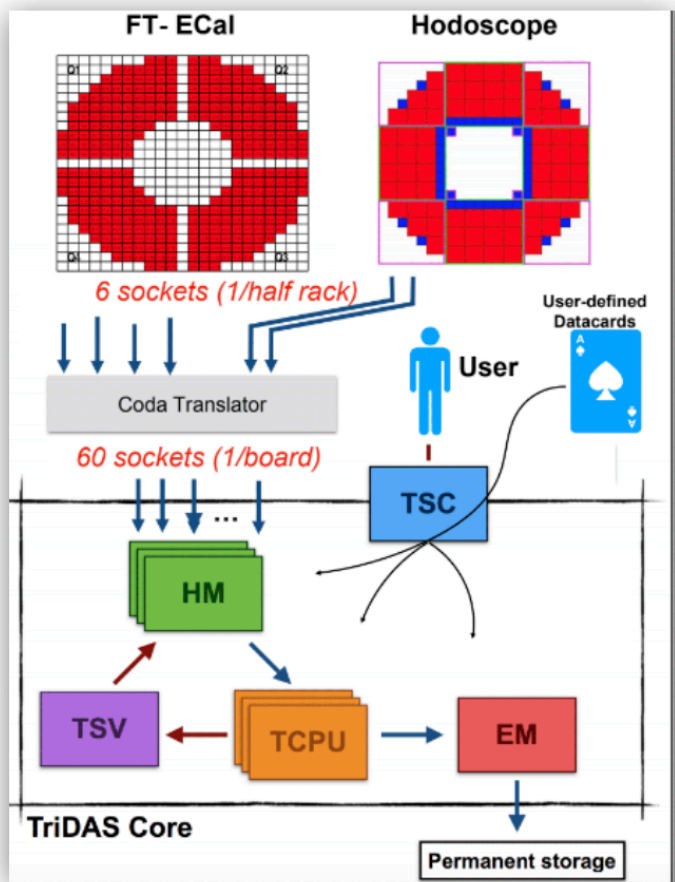 FT- ECal
Hodoscope
Q1
Q2
Q4
Q3
6 sockets (1/half rack)
User-defined
Datacards
A
A
User
Coda Translator
60 sockets (1/board)
...
TSC
HM
TSV
TCPU
EM
TriDAS Core
Permanent storage